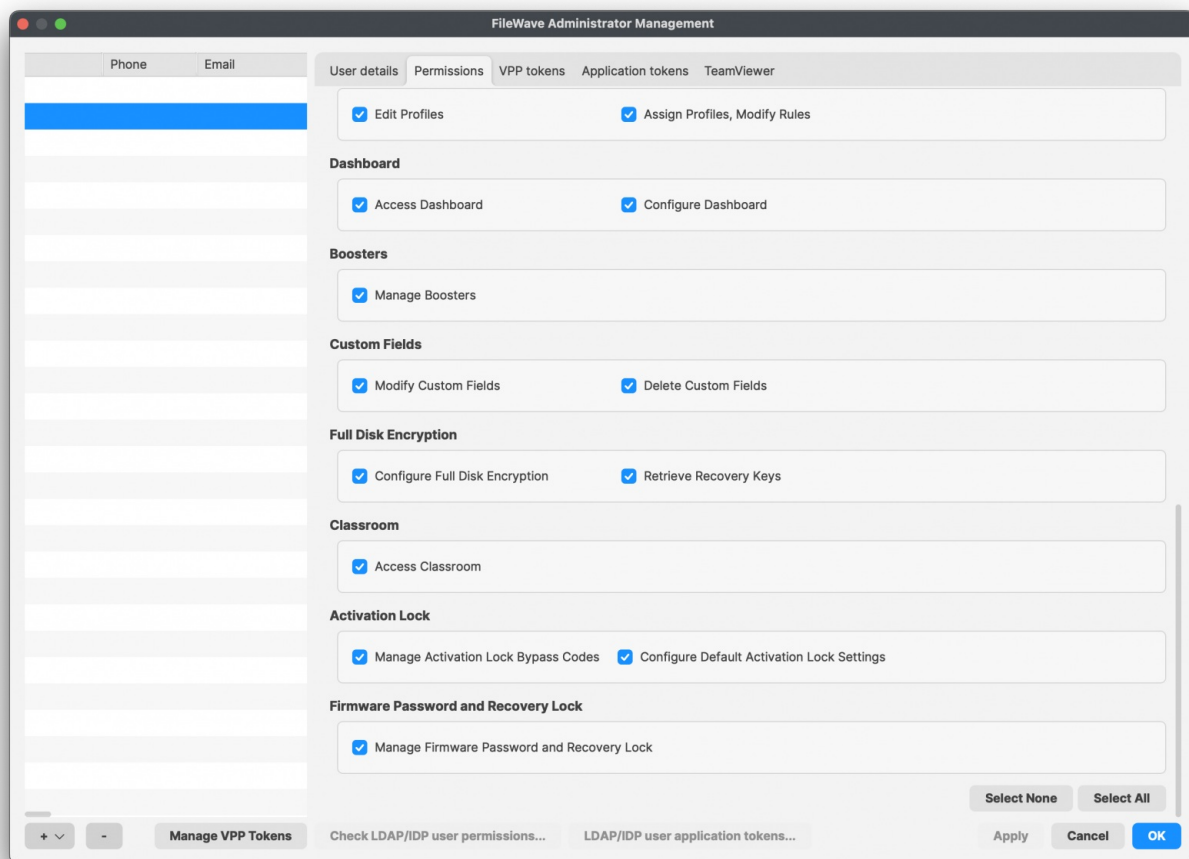 FileWave Administrator Management
Phone Email
User details Permissions VPP tokens Application tokens TeamViewer
Edit Profiles Assign Profiles, Modify Rules
Dashboard
Access Dashboard Configure Dashboard
Boosters
Manage Boosters
Custom Fields
Modify Custom Fields Delete Custom Fields
Full Disk Encryption
Configure Full Disk Encryption Retrieve Recovery Keys
Classroom
Access Classroom
Activation Lock
Manage Activation Lock Bypass Codes Configure Default Activation Lock Settings
Firmware Password and Recovery Lock
Manage Firmware Password and Recovery Lock
Select None Select All
+ - Manage VPP Tokens Check LDAP/IDP user permissions... LDAP/IDP user application tokens... Apply Cancel OK